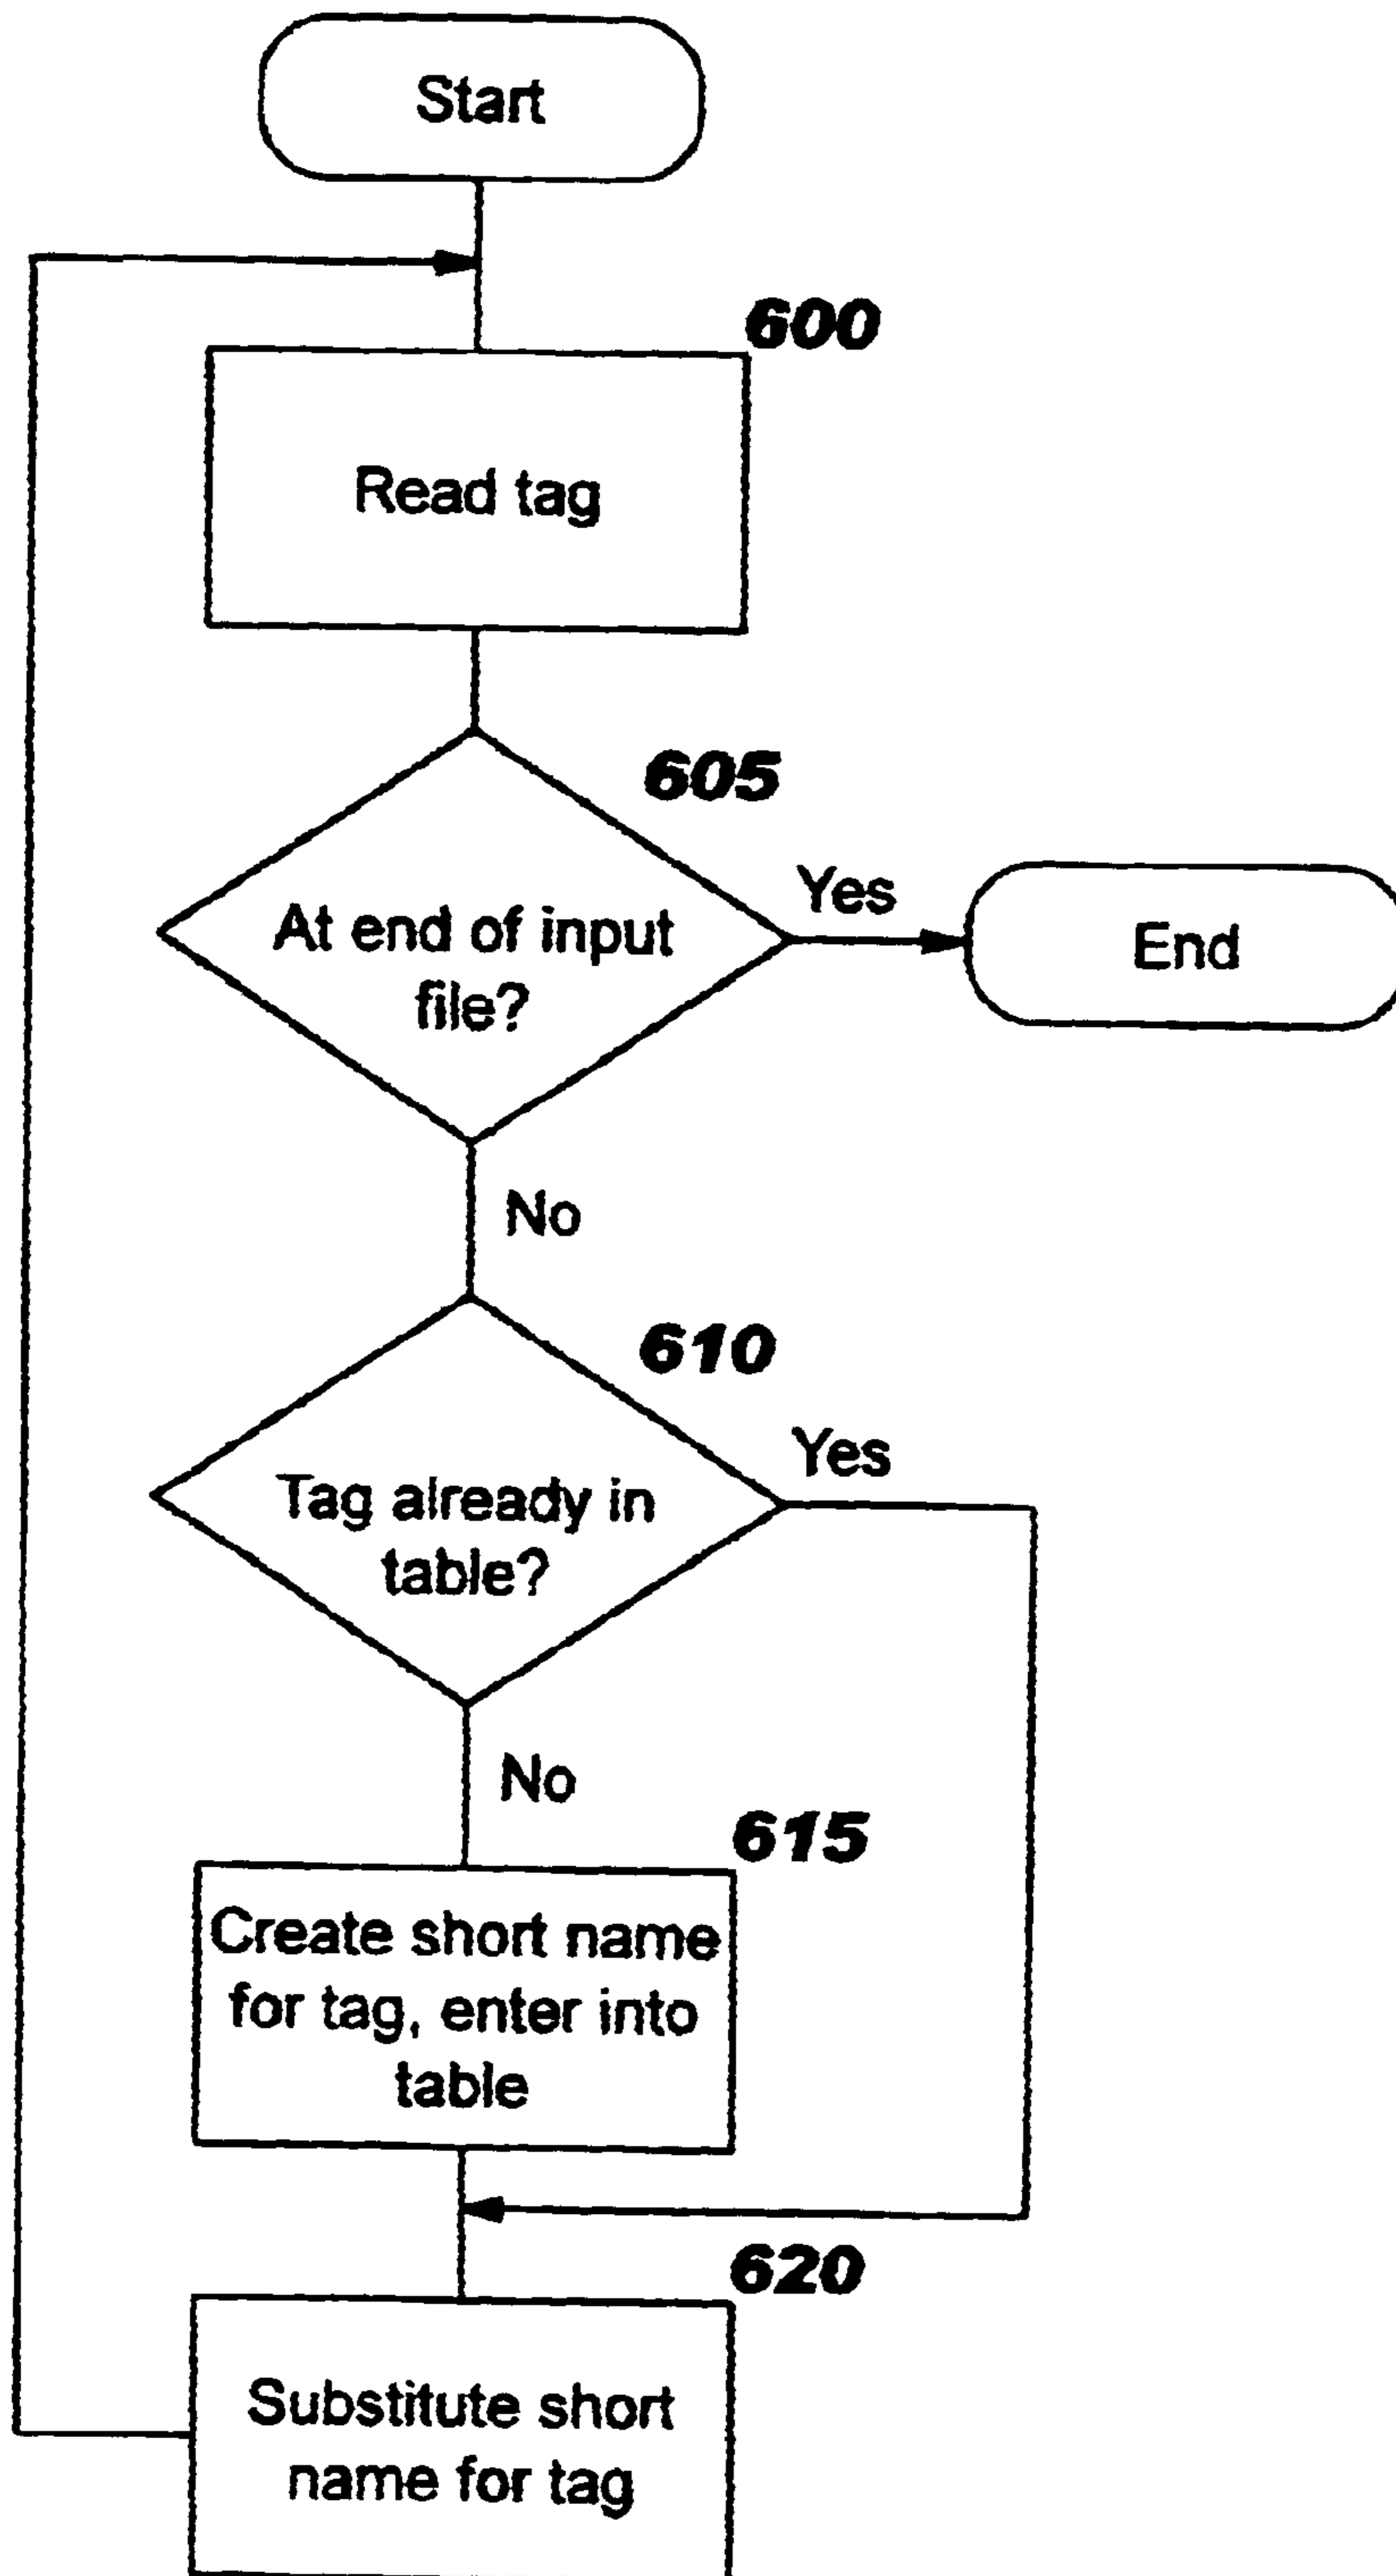 Start
600
Read tag
605
At end of input
file?
Yes
End
No
610
Tag already in
table?
Yes
No
615
Create short name
for tag, enter into
table
620
Substitute short
name for tag